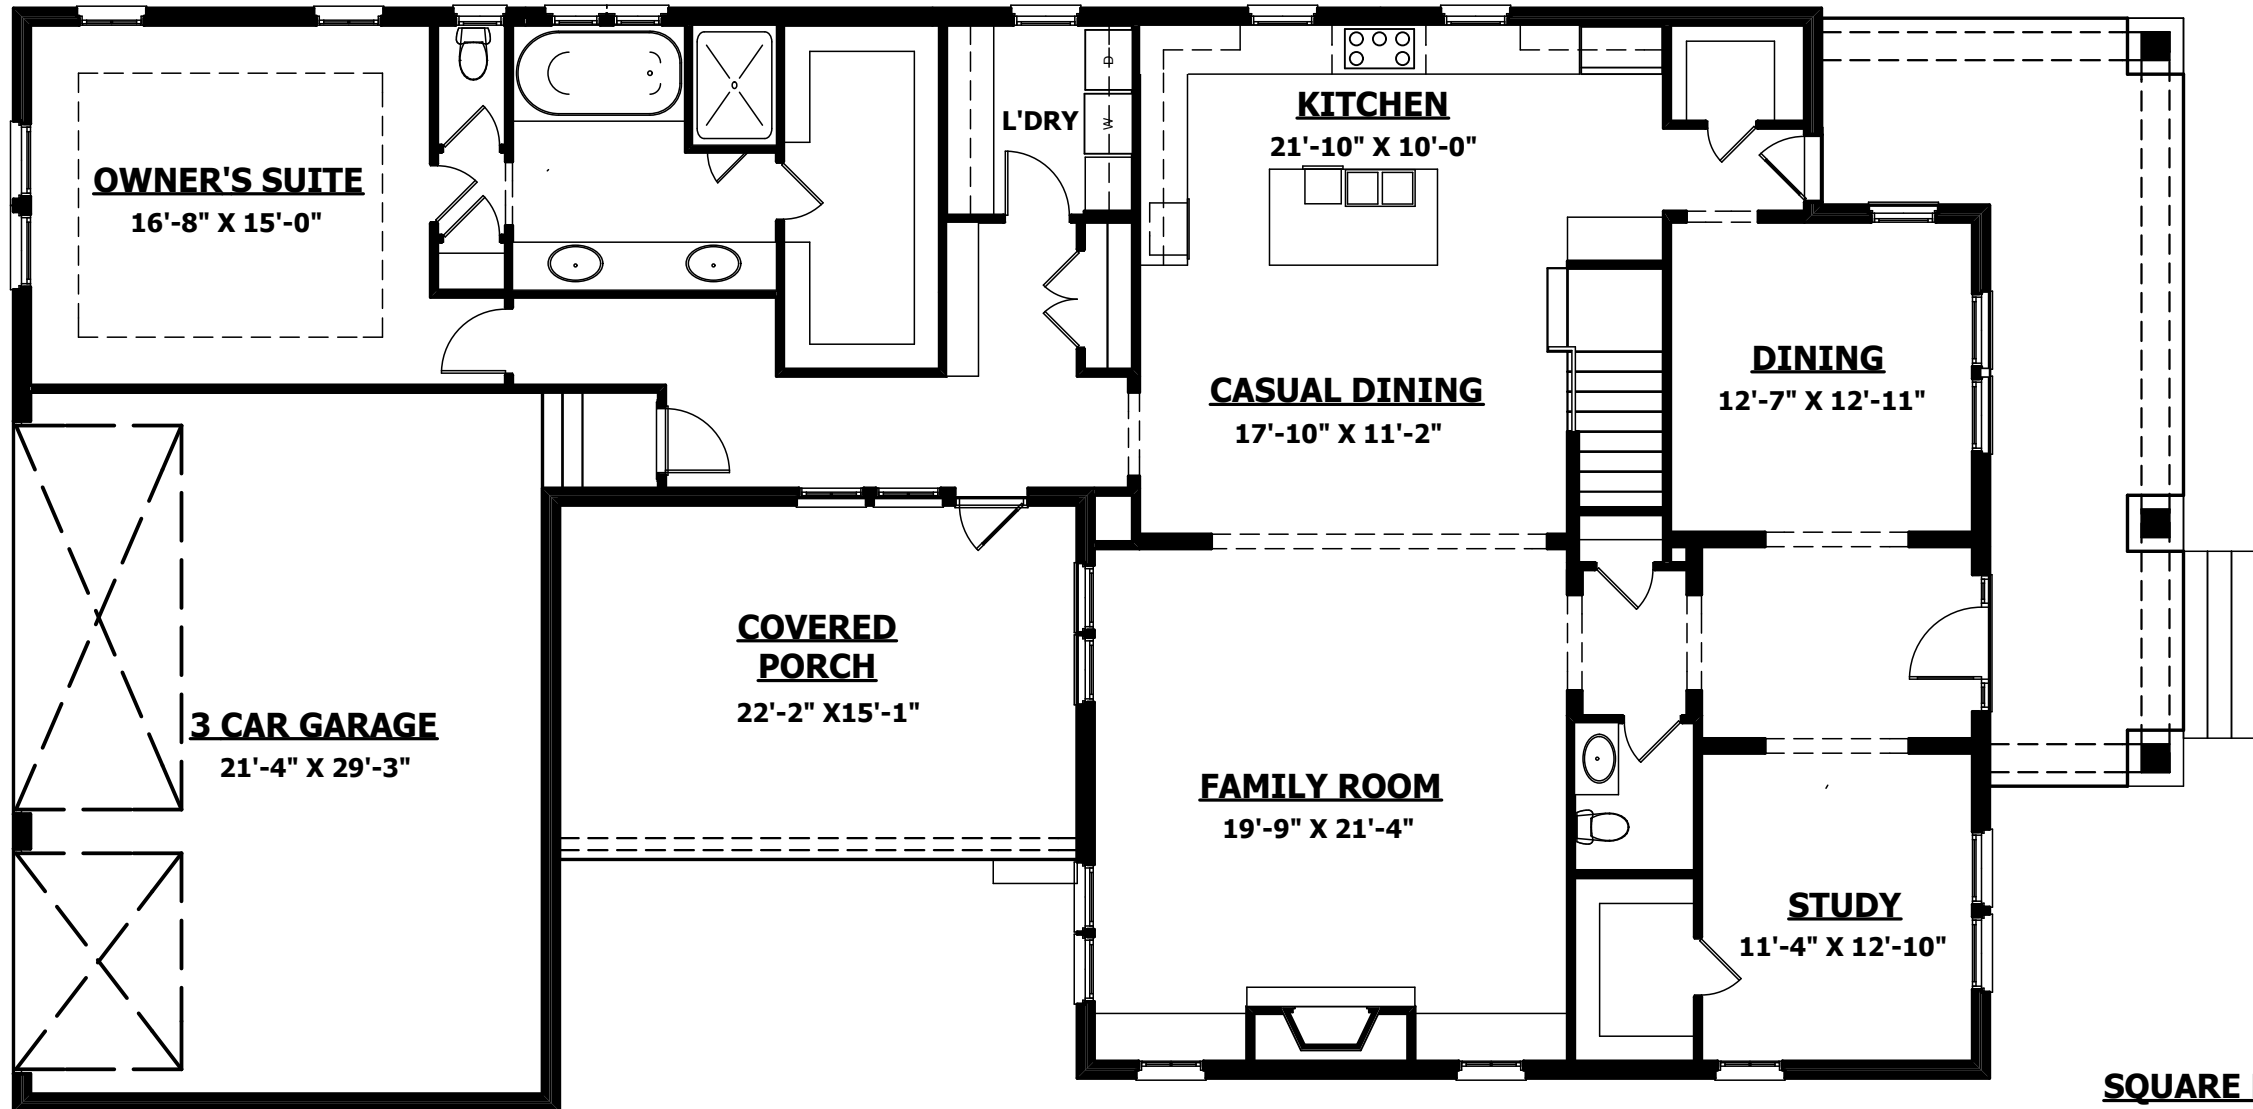 KITCHEN
21'-10" X 10'-0"
D
L'DRY
W
OWNER'S SUITE
16'-8" X 15'-0"
DINING
12'-7" X 12'-11"
CASUAL DINING
17'-10" X 11'-2"
COVERED
PORCH
22'-2" X15'-1"
3 CAR GARAGE
21'-4" X 29'-3"
FAMILY ROOM
19'-9" X 21'-4"
STUDY
11'-4" X 12'-10"
SQUARE